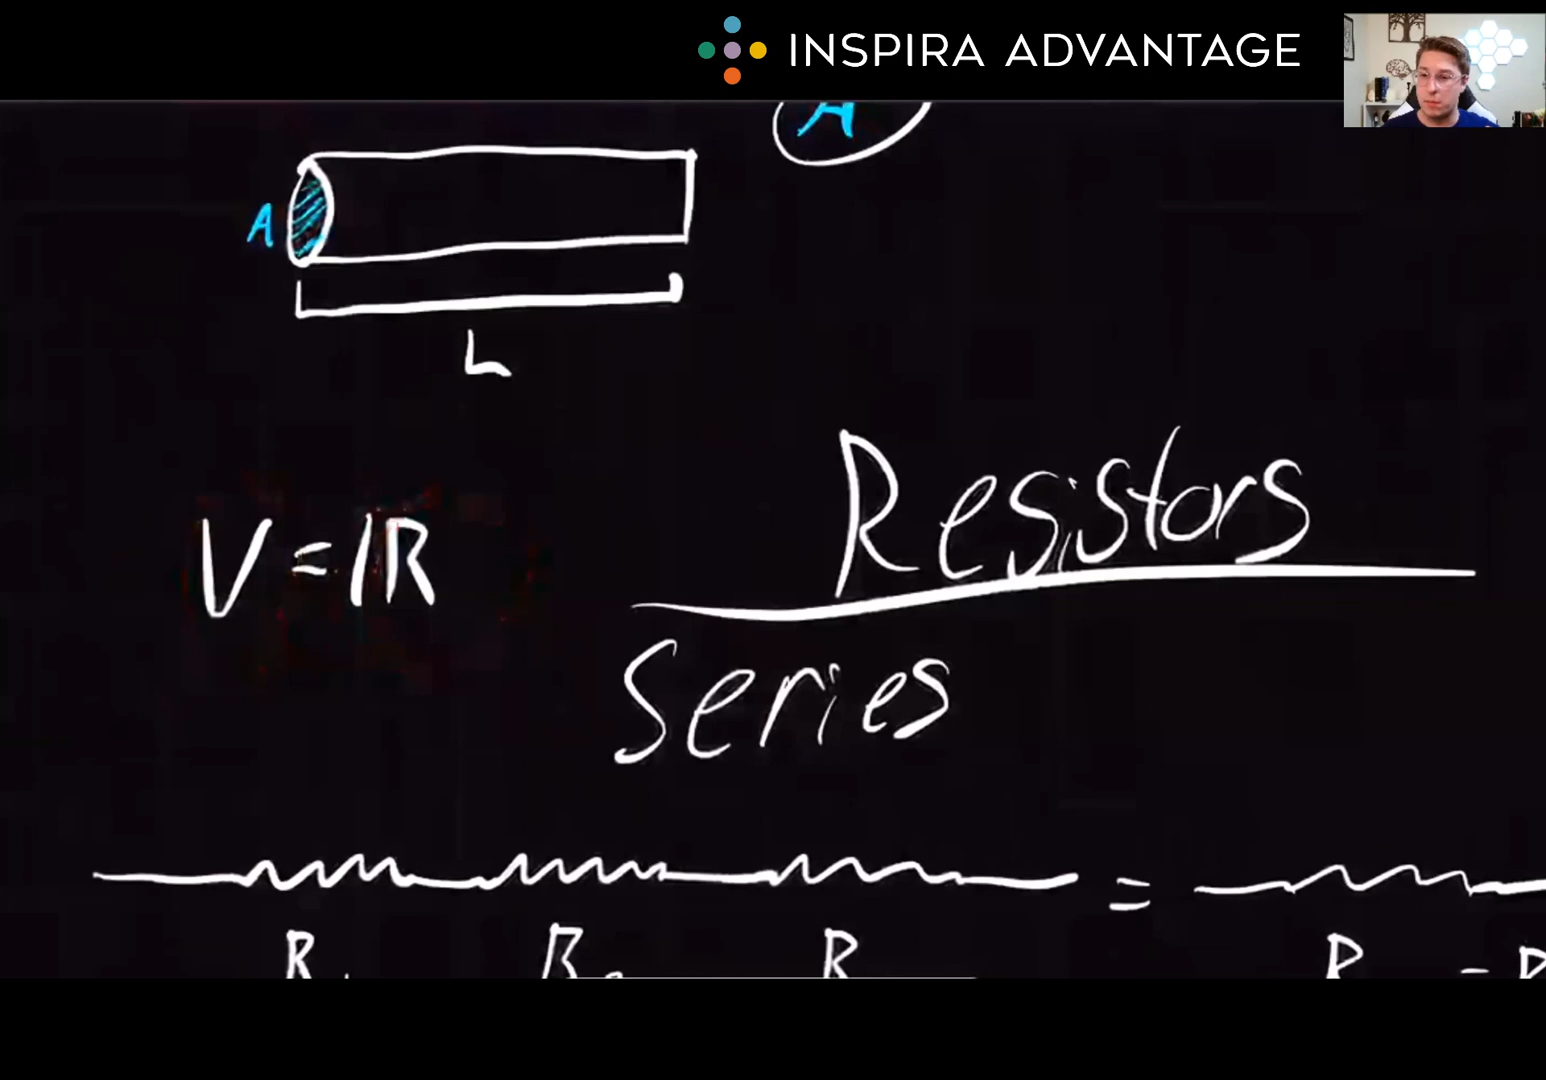 INSPIRA ADVANTAGE
A
A
L
Resistors
V=IR
Series
=
R R R R = R